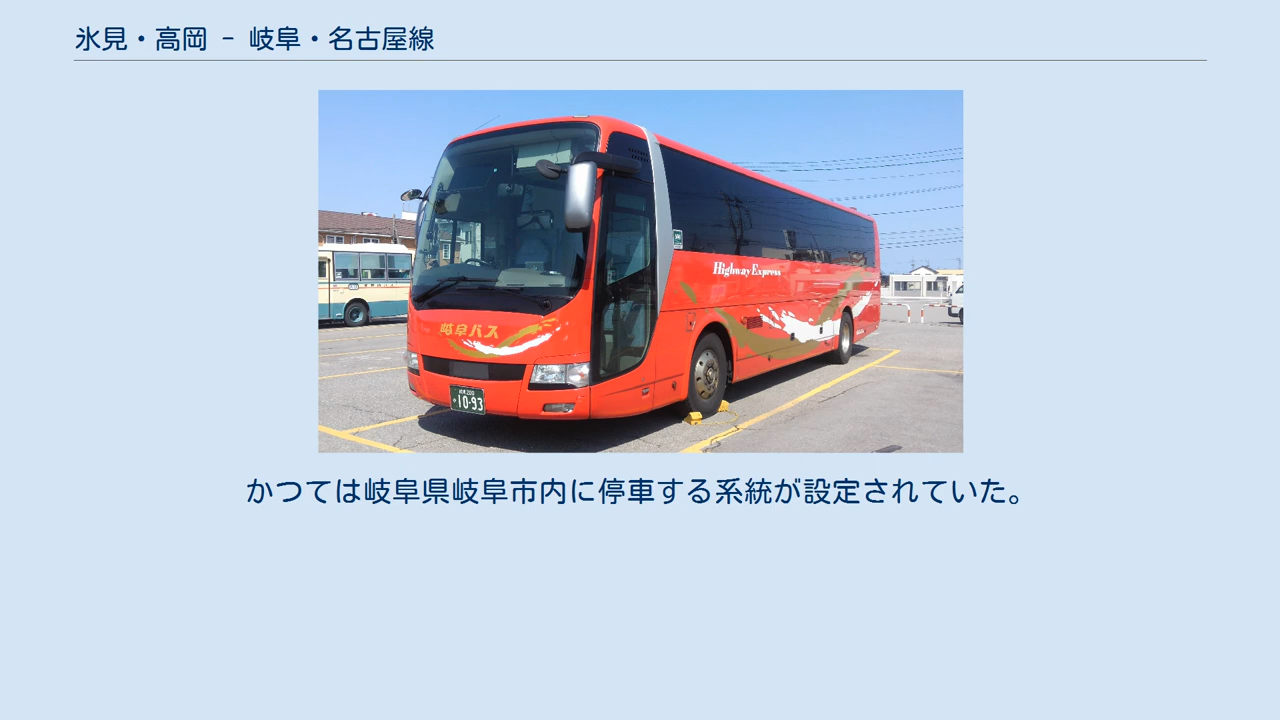 氷見・高岡 － 岐阜・名古屋線
Highway Express
岐阜バス
10-93
かつては岐阜県岐阜市内に停車する系統が設定されていた。